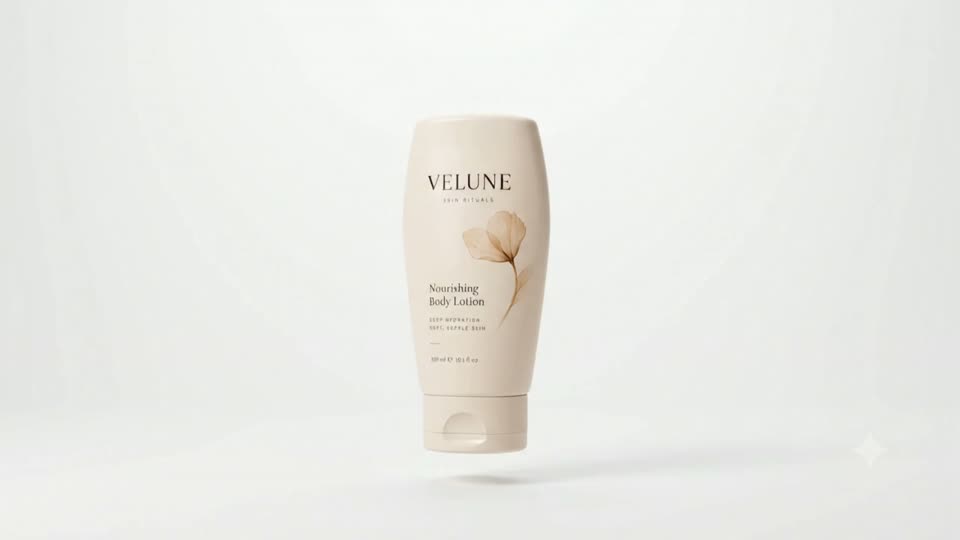 VELUNE
SKIN RITUALS
Nourishing
Body Lotion
DEEP HYDRATION
SOFT, SUPPLE SKIN